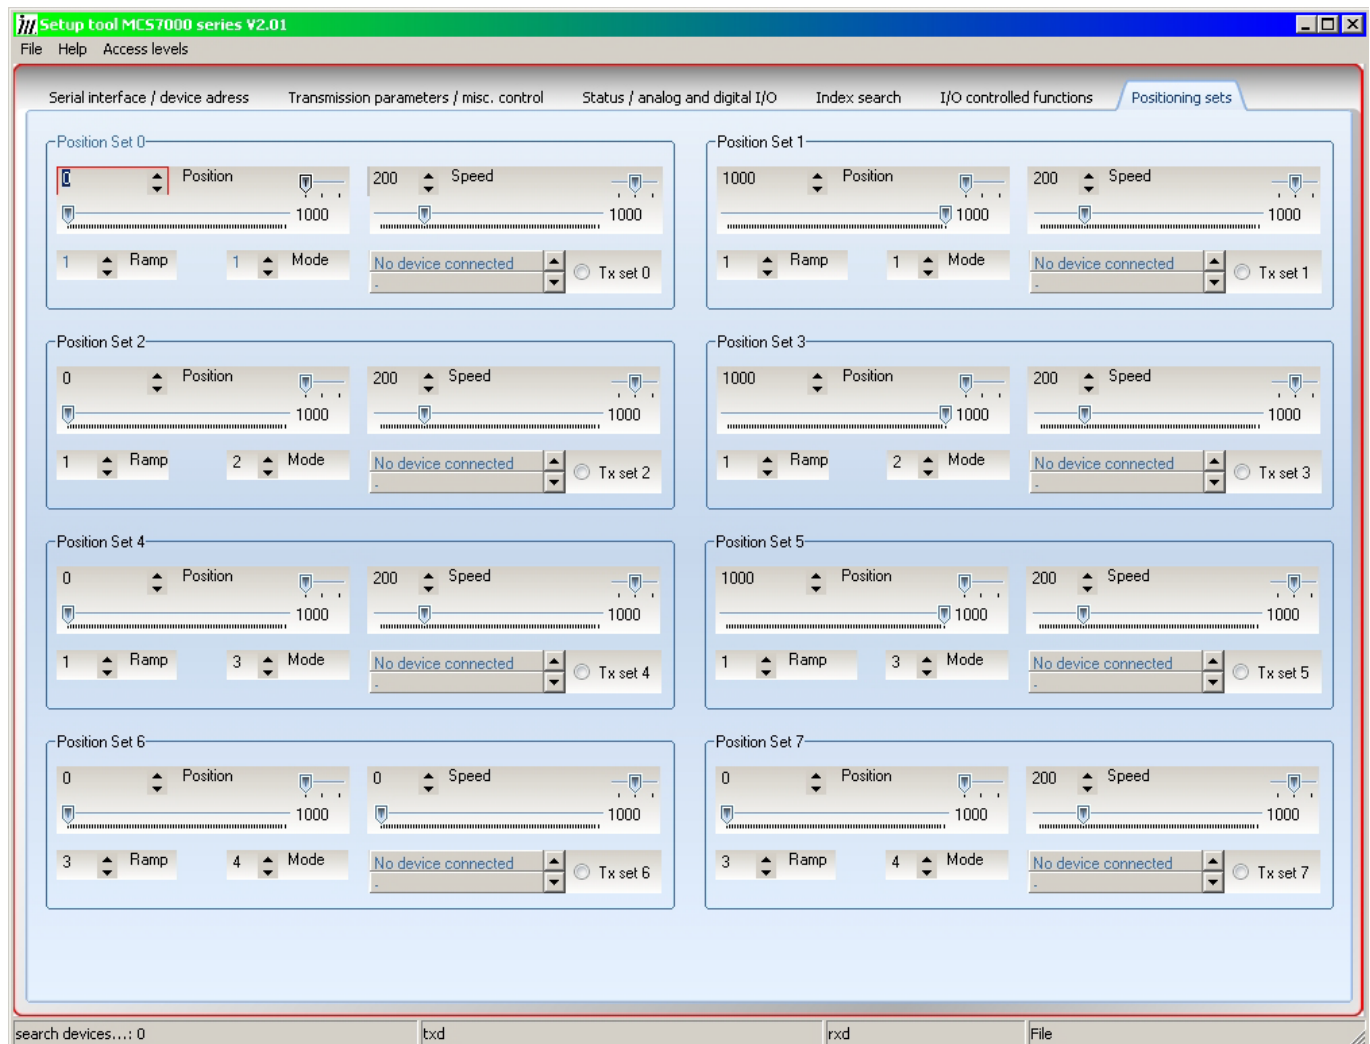 Setup tool MCS7000 series V2.01
File Help Access levels
Serial interface / device adress Transmission parameters / misc. control Status / analog and digital I/O Index search I/O controlled functions Positioning sets
Position Set 0
0 Position 200 Speed
1000 1000
1 Ramp 1 Mode No device connected Tx set 0
-
Position Set 1
1000 Position 200 Speed
1000 1000
1 Ramp 1 Mode No device connected Tx set 1
-
Position Set 2
0 Position 200 Speed
1000 1000
1 Ramp 2 Mode No device connected Tx set 2
-
Position Set 3
1000 Position 200 Speed
1000 1000
1 Ramp 2 Mode No device connected Tx set 3
-
Position Set 4
0 Position 200 Speed
1000 1000
1 Ramp 3 Mode No device connected Tx set 4
-
Position Set 5
1000 Position 200 Speed
1000 1000
1 Ramp 3 Mode No device connected Tx set 5
-
Position Set 6
0 Position 0 Speed
1000 1000
3 Ramp 4 Mode No device connected Tx set 6
-
Position Set 7
0 Position 200 Speed
1000 1000
3 Ramp 4 Mode No device connected Tx set 7
-
search devices...: 0 txd rxd File